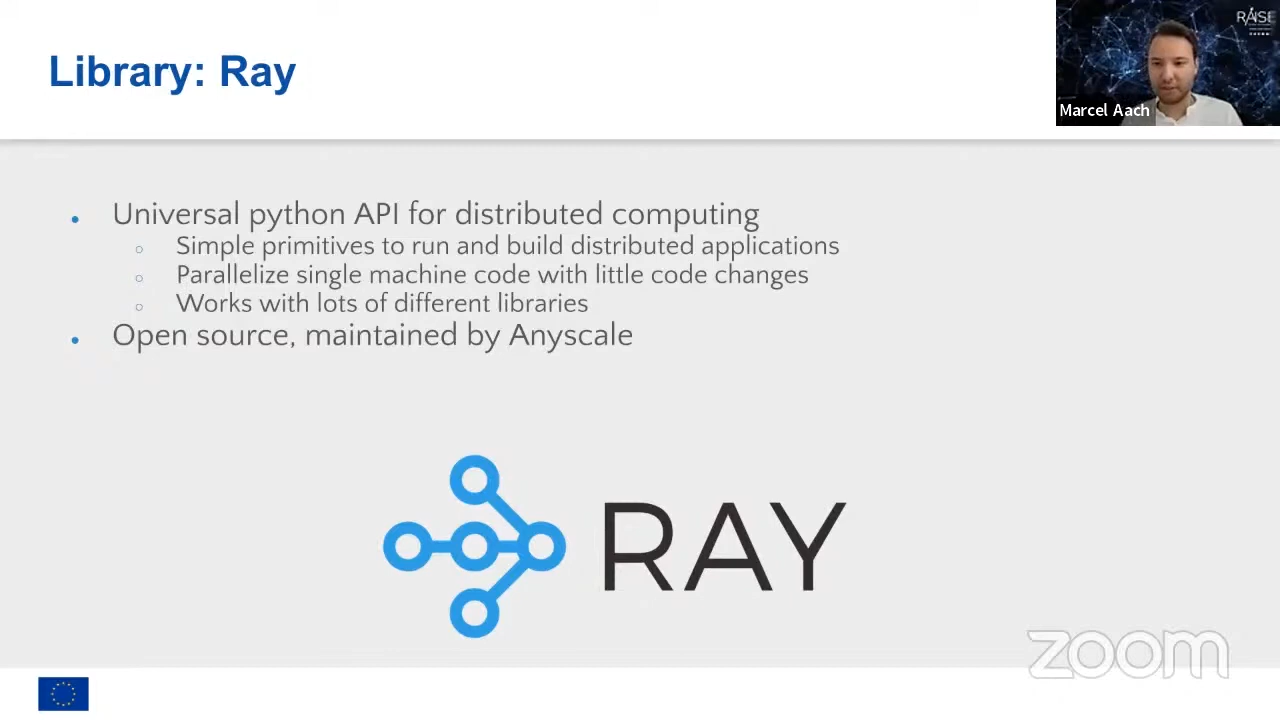 Library: Ray
RAISE
Marcel Aach
Universal python API for distributed computing
Simple primitives to run and build distributed applications
Parallelize single machine code with little code changes
Works with lots of different libraries
Open source, maintained by Anyscale
RAY
zoom